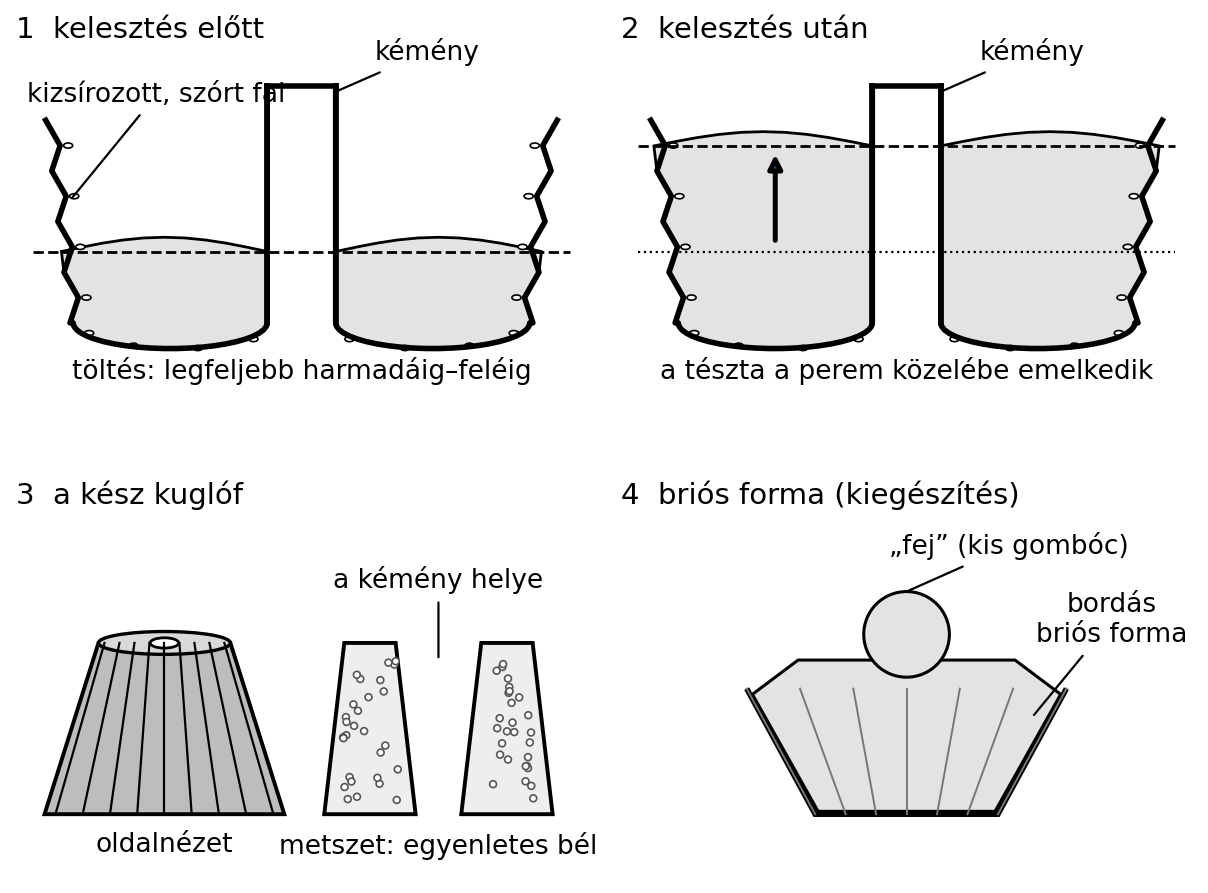 1 kelesztés előtt
kémény
kizsírozott, szórt fal
töltés: legfeljebb harmadáig–feléig
2 kelesztés után
kémény
a tészta a perem közelébe emelkedik
3 a kész kuglóf
a kémény helye
oldalnézet
metszet: egyenletes bél
4 briós forma (kiegészítés)
„fej” (kis gombóc)
bordás
briós forma